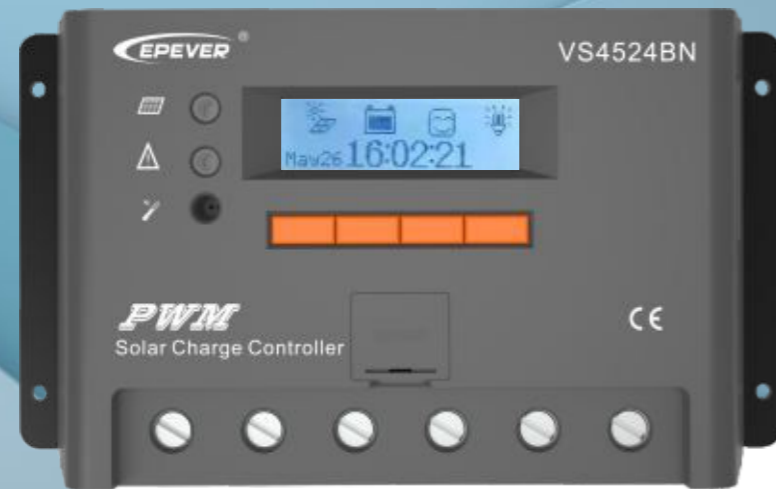 EPEVER ®
VS4524BN
May26 16:02:21
PWM
CE
Solar Charge Controller